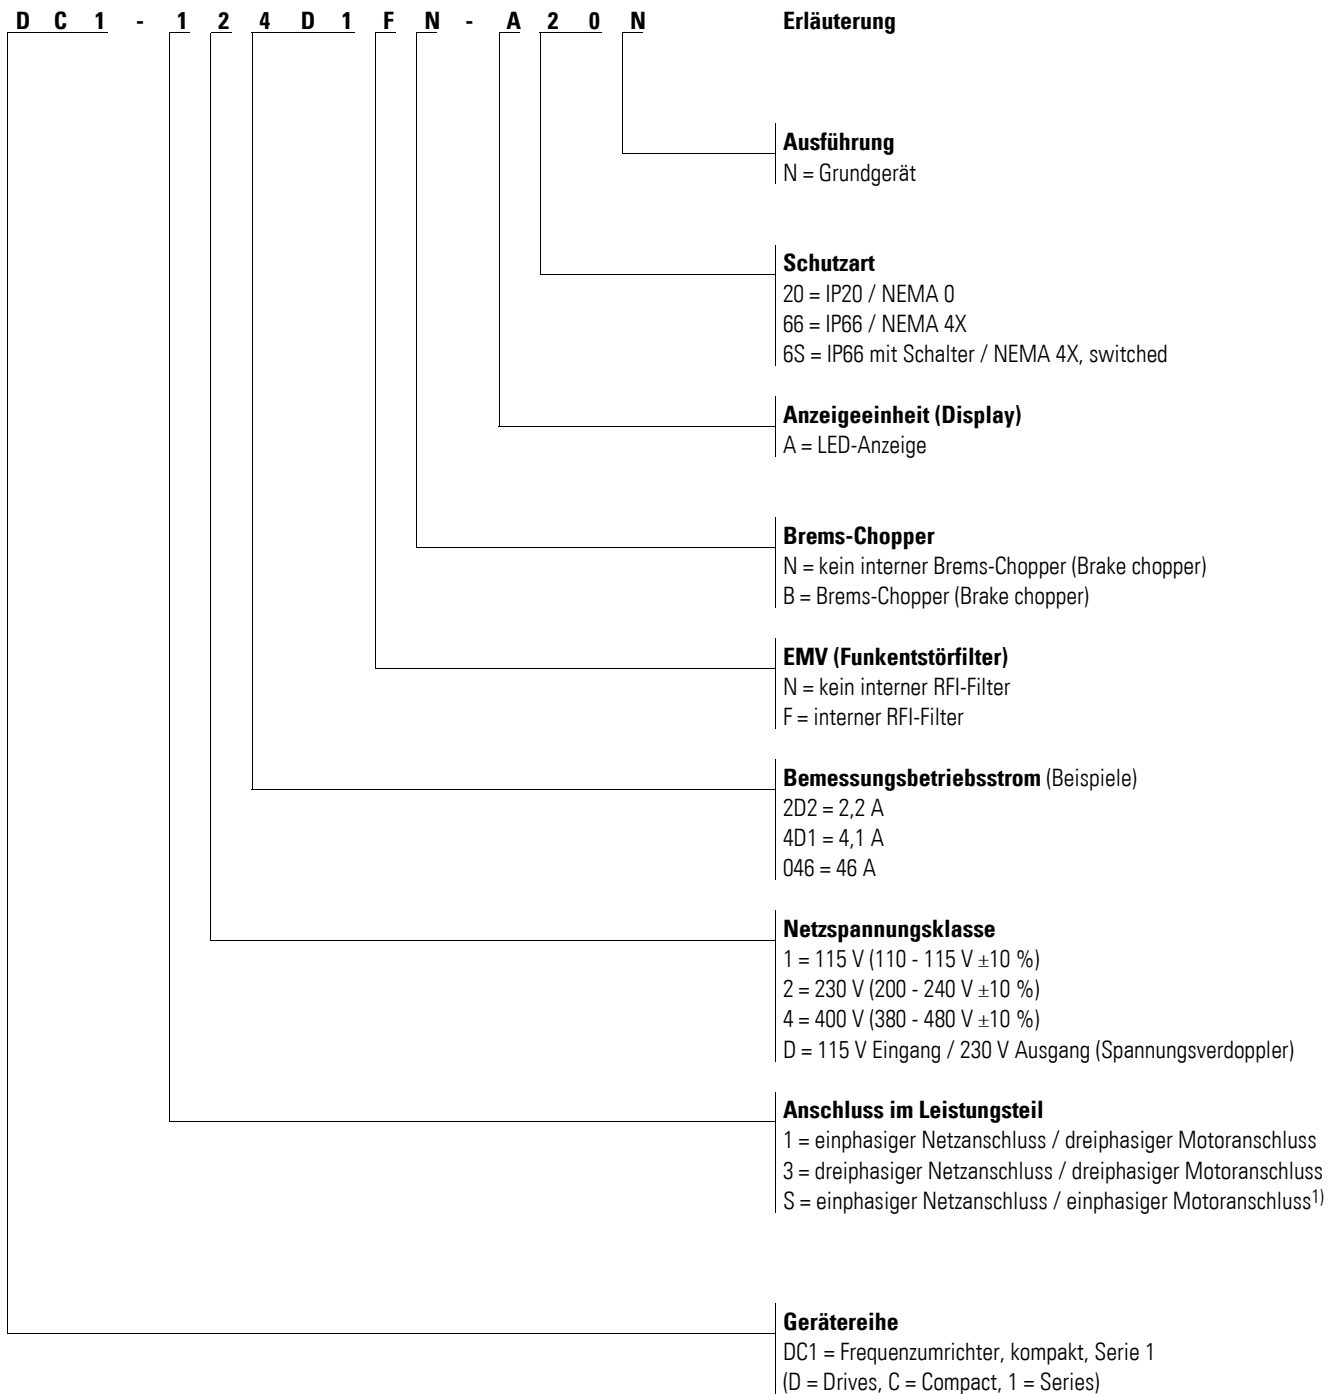 D C 1 - 1 2 4 D 1 F N - A 2 0 N Erläuterung
Ausführung
N = Grundgerät
Schutzart
20 = IP20 / NEMA 0
66 = IP66 / NEMA 4X
6S = IP66 mit Schalter / NEMA 4X, switched
Anzeigeeinheit (Display)
A = LED-Anzeige
Brems-Chopper
N = kein interner Brems-Chopper (Brake chopper)
B = Brems-Chopper (Brake chopper)
EMV (Funkentstörfilter)
N = kein interner RFI-Filter
F = interner RFI-Filter
Bemessungsbetriebsstrom (Beispiele)
2D2 = 2,2 A
4D1 = 4,1 A
046 = 46 A
Netzspannungsklasse
1 = 115 V (110 - 115 V ±10 %)
2 = 230 V (200 - 240 V ±10 %)
4 = 400 V (380 - 480 V ±10 %)
D = 115 V Eingang / 230 V Ausgang (Spannungsverdoppler)
Anschluss im Leistungsteil
1 = einphasiger Netzanschluss / dreiphasiger Motoranschluss
3 = dreiphasiger Netzanschluss / dreiphasiger Motoranschluss
S = einphasiger Netzanschluss / einphasiger Motoranschluss1)
Gerätereihe
DC1 = Frequenzumrichter, kompakt, Serie 1
(D = Drives, C = Compact, 1 = Series)